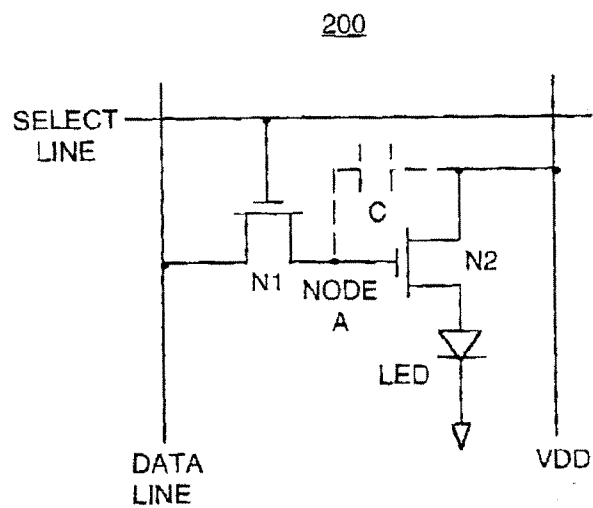 200
SELECT
LINE
C
N1
NODE
A
N2
LED
DATA
LINE
VDD